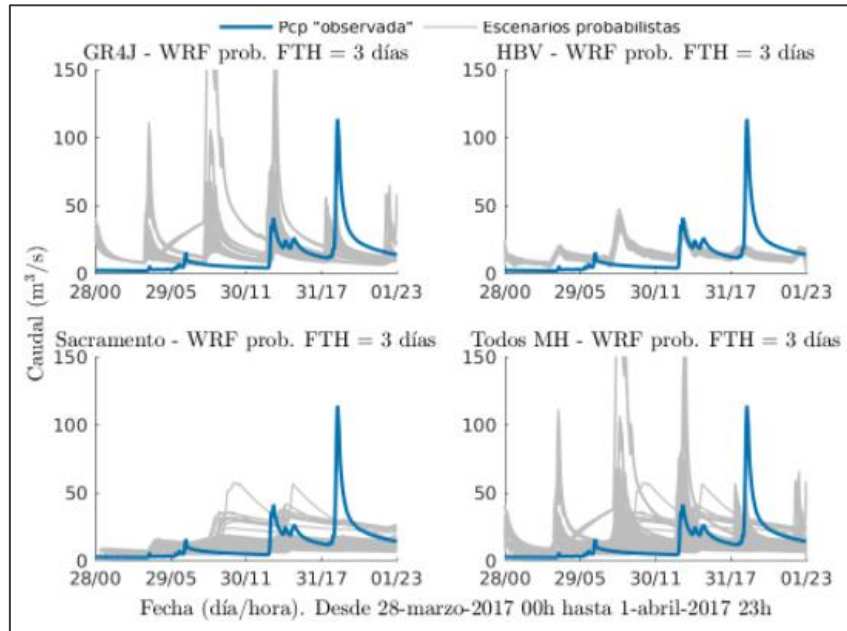 Pcp "observada" Escenarios probabilistas
GR4J - WRF prob. FTH = 3 días
150
100
50
0
28/00 29/05 30/11 31/17 01/23
HBV - WRF prob. FTH = 3 días
150
100
50
0
28/00 29/05 30/11 31/17 01/23
Caudal (m³/s)
Sacramento - WRF prob. FTH = 3 días
150
100
50
0
28/00 29/05 30/11 31/17 01/23
Todos MH - WRF prob. FTH = 3 días
150
100
50
0
28/00 29/05 30/11 31/17 01/23
Fecha (día/hora). Desde 28-marzo-2017 00h hasta 1-abril-2017 23h